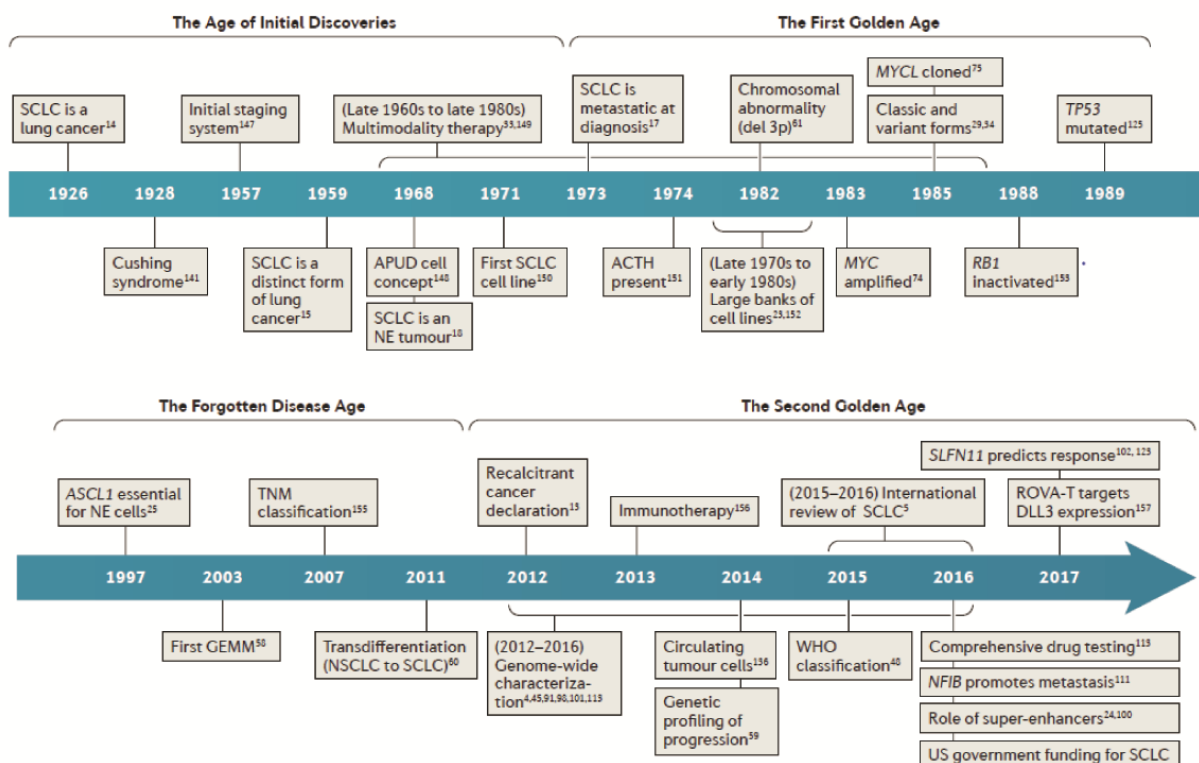 The Age of Initial Discoveries
The First Golden Age
SCLC is a
lung cancer14
Initial staging
system147
(Late 1960s to late 1980s)
Multimodality therapy33,149
SCLC is
metastatic at
diagnosis17
Chromosomal
abnormality
(del 3p)61
MYCL cloned75
Classic and
variant forms29,34
TP53
mutated125
1926 1928 1957 1959 1968 1971 1973 1974 1982 1983 1985 1988 1989
Cushing
syndrome141
SCLC is a
distinct form
of lung
cancer15
APUD cell
concept148
SCLC is an
NE tumour18
First SCLC
cell line150
ACTH
present151
(Late 1970s to
early 1980s)
Large banks of
cell lines23,152
MYC
amplified74
RB1
inactivated153
The Forgotten Disease Age
The Second Golden Age
ASCL1 essential
for NE cells25
TNM
classification155
Recalcitrant
cancer
declaration13
Immunotherapy156
(2015–2016) International
review of SCLC5
SLFN11 predicts response102, 123
ROVA-T targets
DLL3 expression157
1997 2003 2007 2011 2012 2013 2014 2015 2016 2017
First GEMM58
Transdifferentiation
(NSCLC to SCLC)60
(2012–2016)
Genome-wide
characteriza-
tion4,45,91,98,101,113
Circulating
tumour cells136
Genetic
profiling of
progression59
WHO
classification48
Comprehensive drug testing113
NFIB promotes metastasis111
Role of super-enhancers24,100
US government funding for SCLC